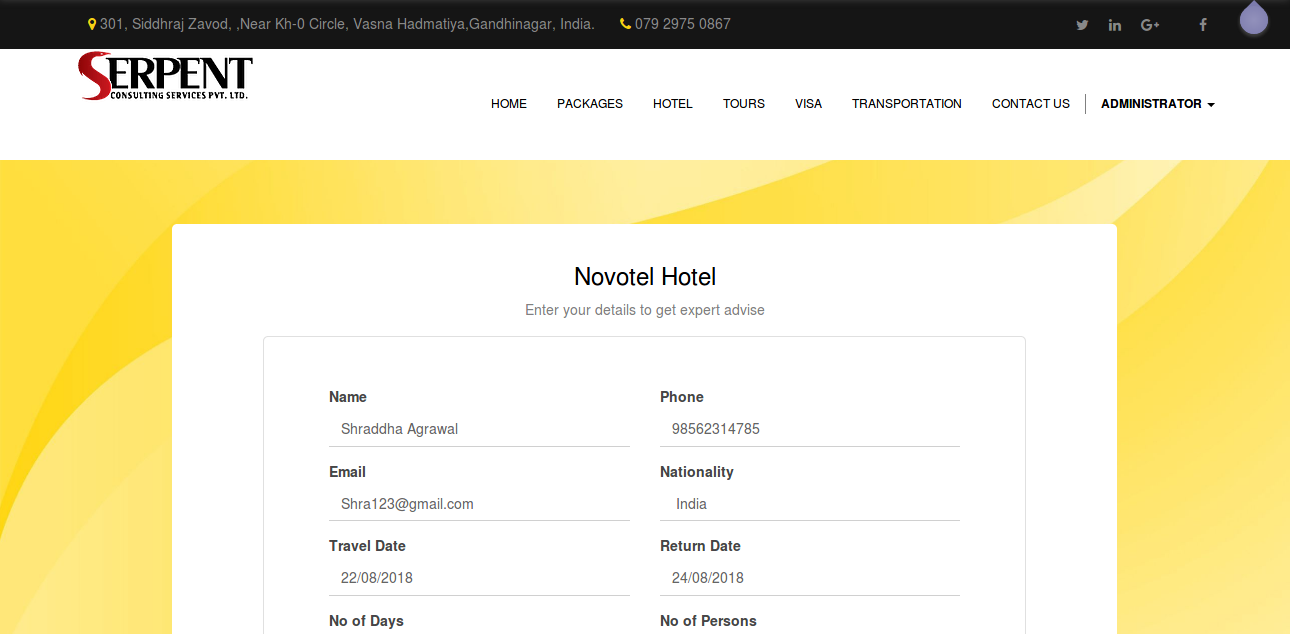 301, Siddhraj Zavod, ,Near Kh-0 Circle, Vasna Hadmatiya,Gandhinagar, India. 079 2975 0867
SERPENT
CONSULTING SERVICES PVT. LTD.
HOME PACKAGES HOTEL TOURS VISA TRANSPORTATION CONTACT US ADMINISTRATOR
Novotel Hotel
Enter your details to get expert advise
Name Phone
Shraddha Agrawal 98562314785
Email Nationality
Shra123@gmail.com India
Travel Date Return Date
22/08/2018 24/08/2018
No of Days No of Persons